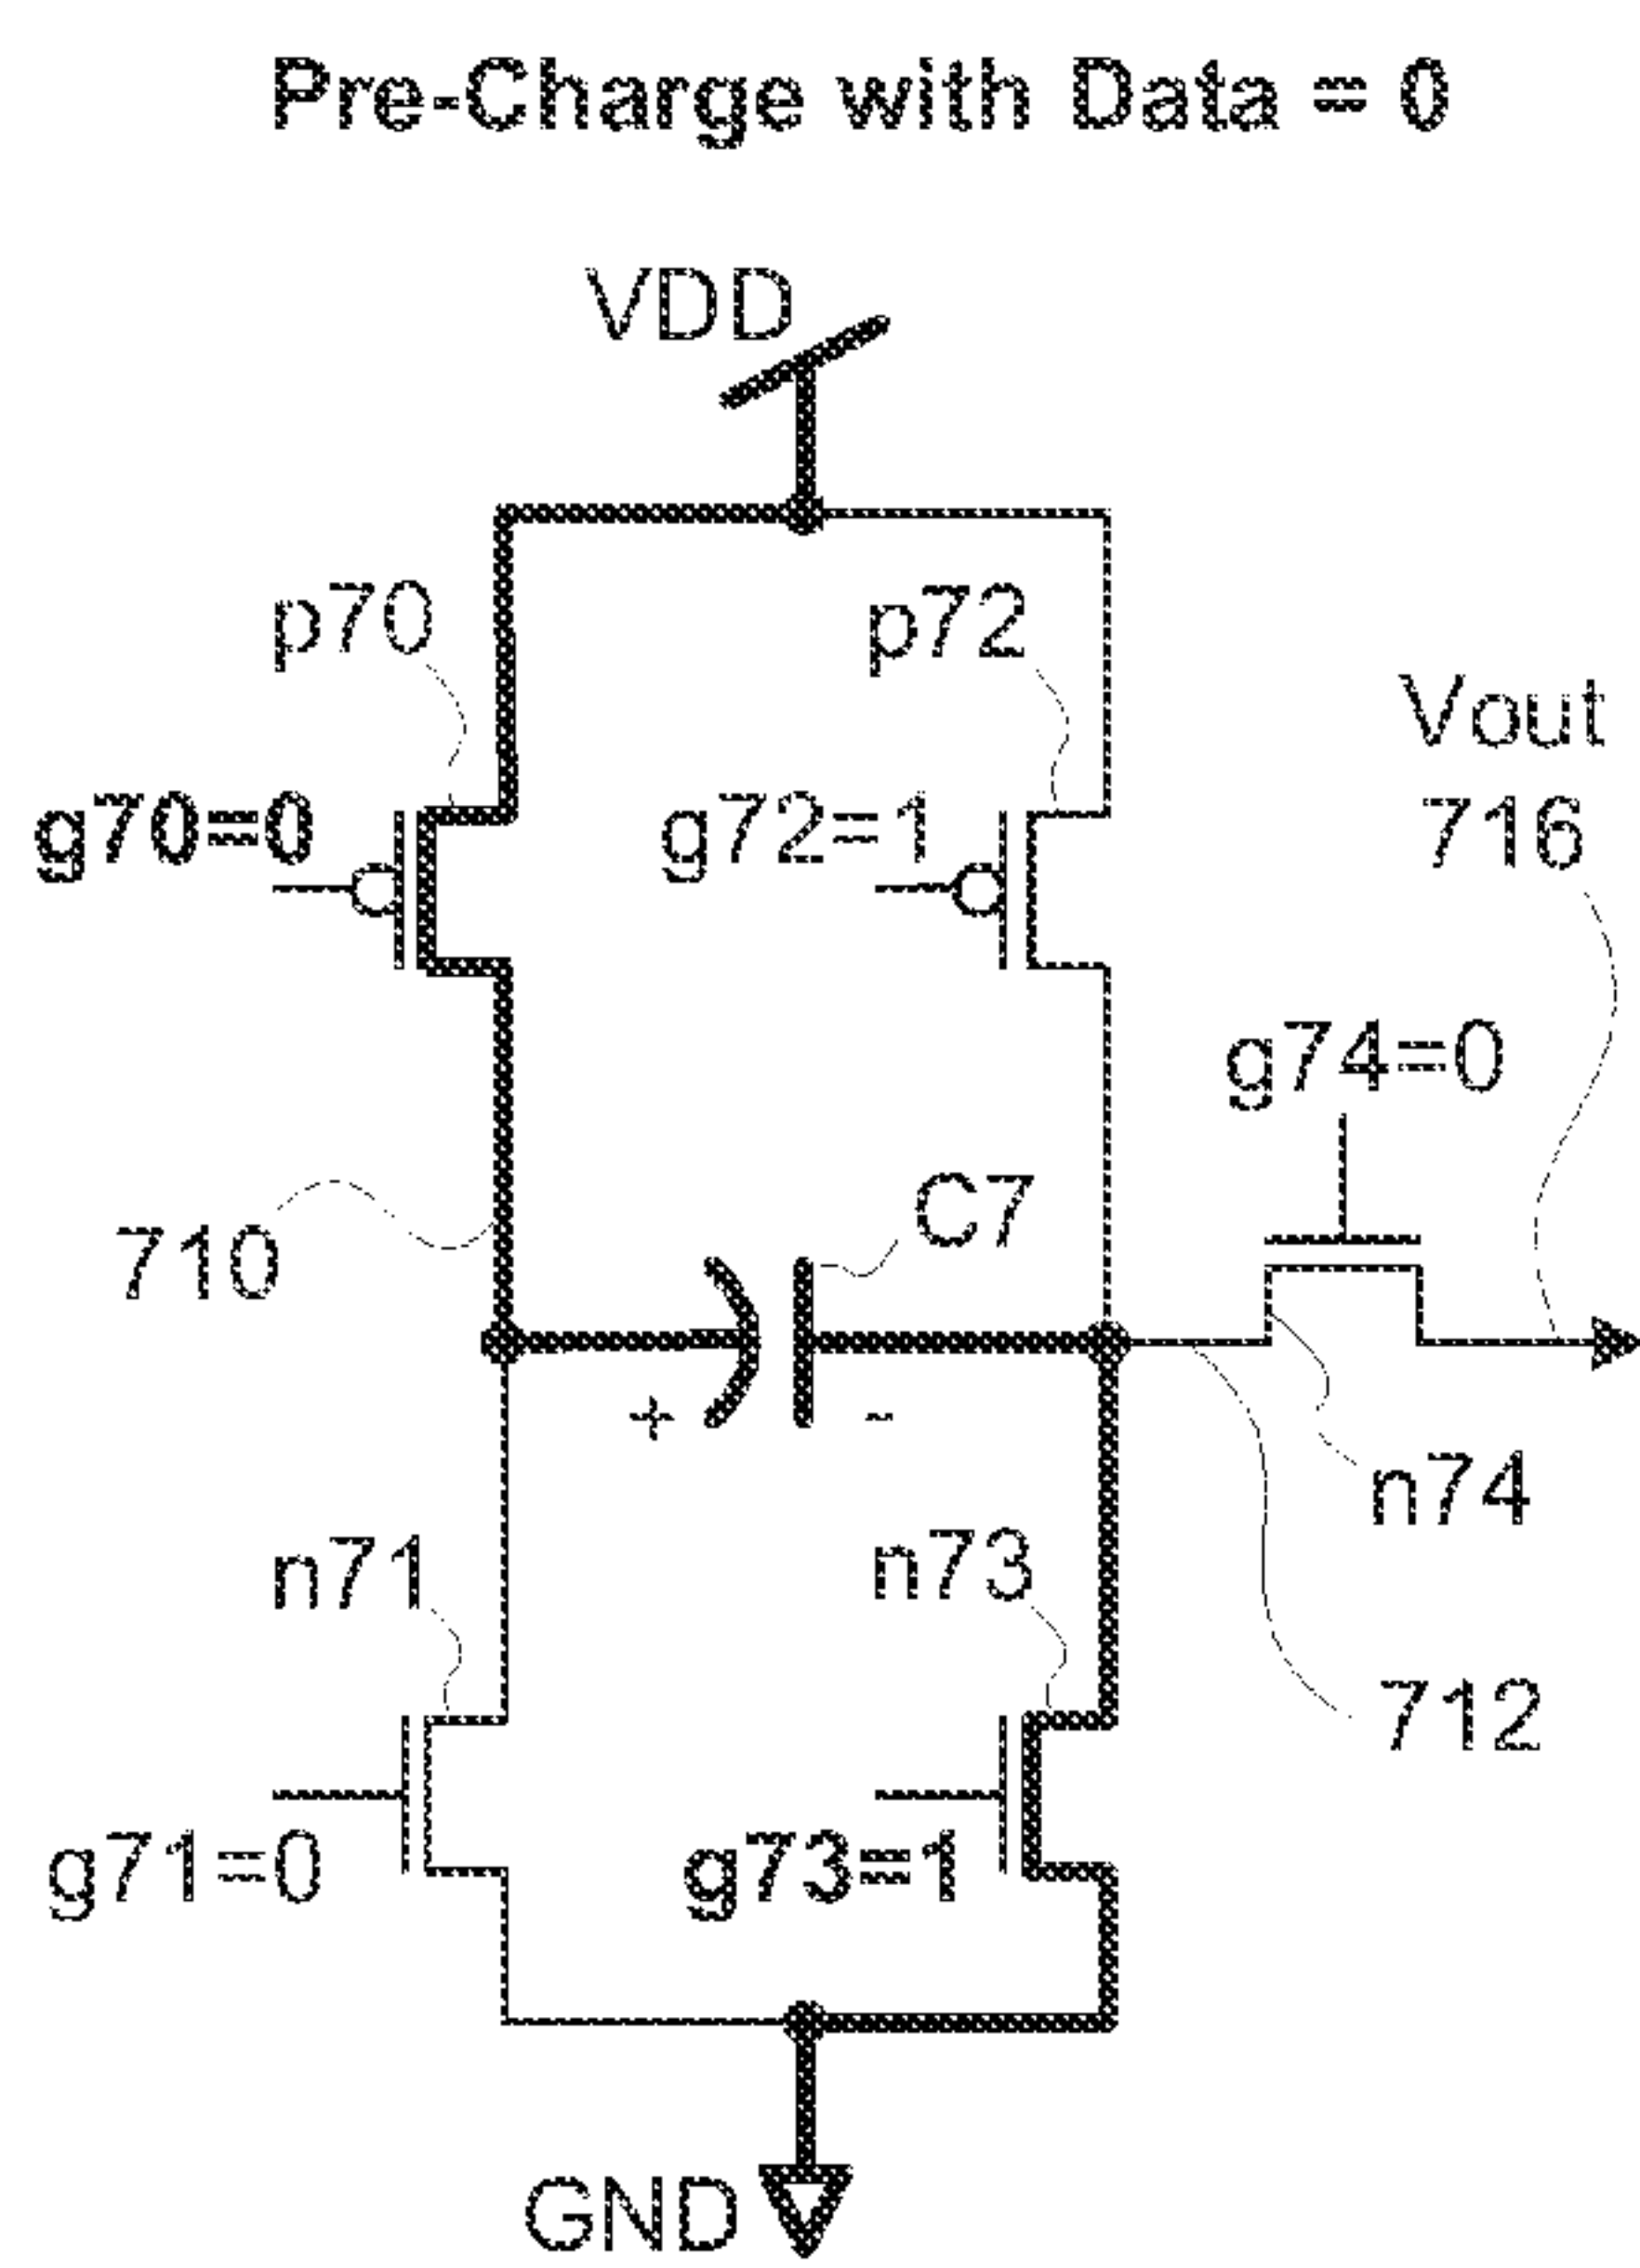 Pre-Charge with Data = 0
VDD
p70
p72
Vout
716
g70=0
g72=1
g74=0
C7
710
+
-
n74
n71
n73
712
g71=0
g73=1
GND